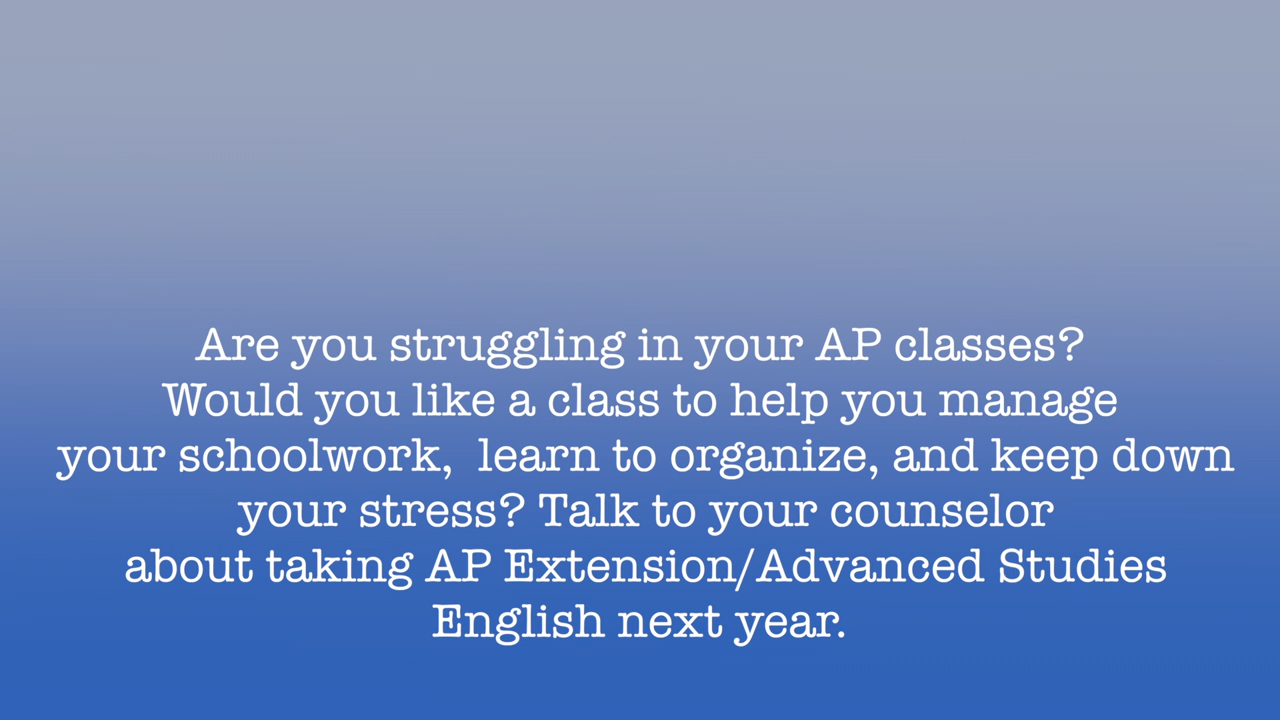 Are you struggling in your AP classes?
Would you like a class to help you manage
your schoolwork,  learn to organize, and keep down
your stress? Talk to your counselor
about taking AP Extension/Advanced Studies
English next year.